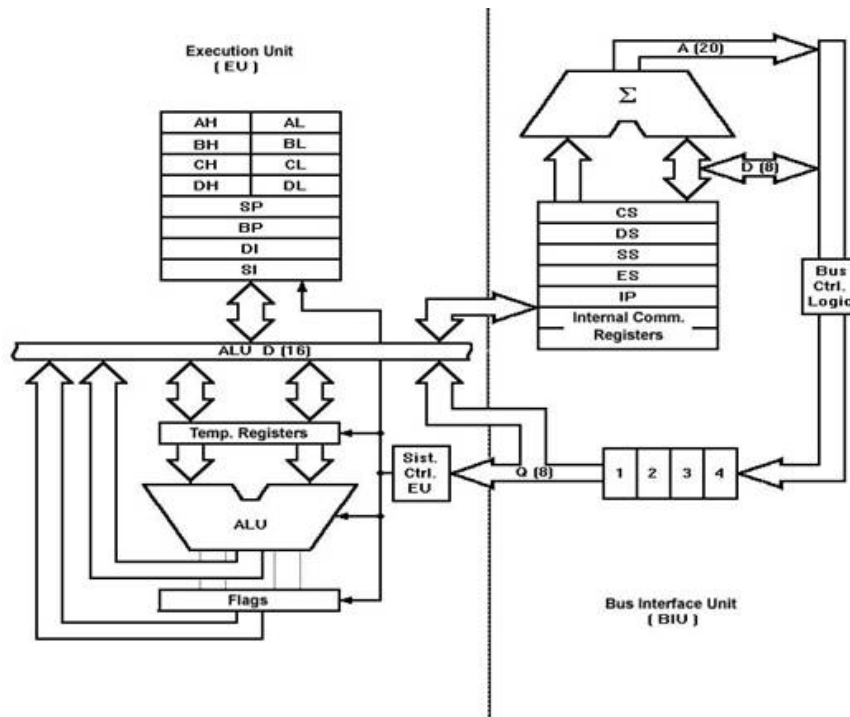 Execution Unit
( EU )
AH AL
BH BL
CH CL
DH DL
SP
BP
DI
SI
ALU D (16)
Temp. Registers
ALU
Flags
Sist.
Ctrl.
EU
Σ
A (20)
D (8)
CS
DS
SS
ES
IP
Internal Comm.
Registers
Bus
Ctrl.
Logic
Q (8)
1 2 3 4
Bus Interface Unit
( BIU )